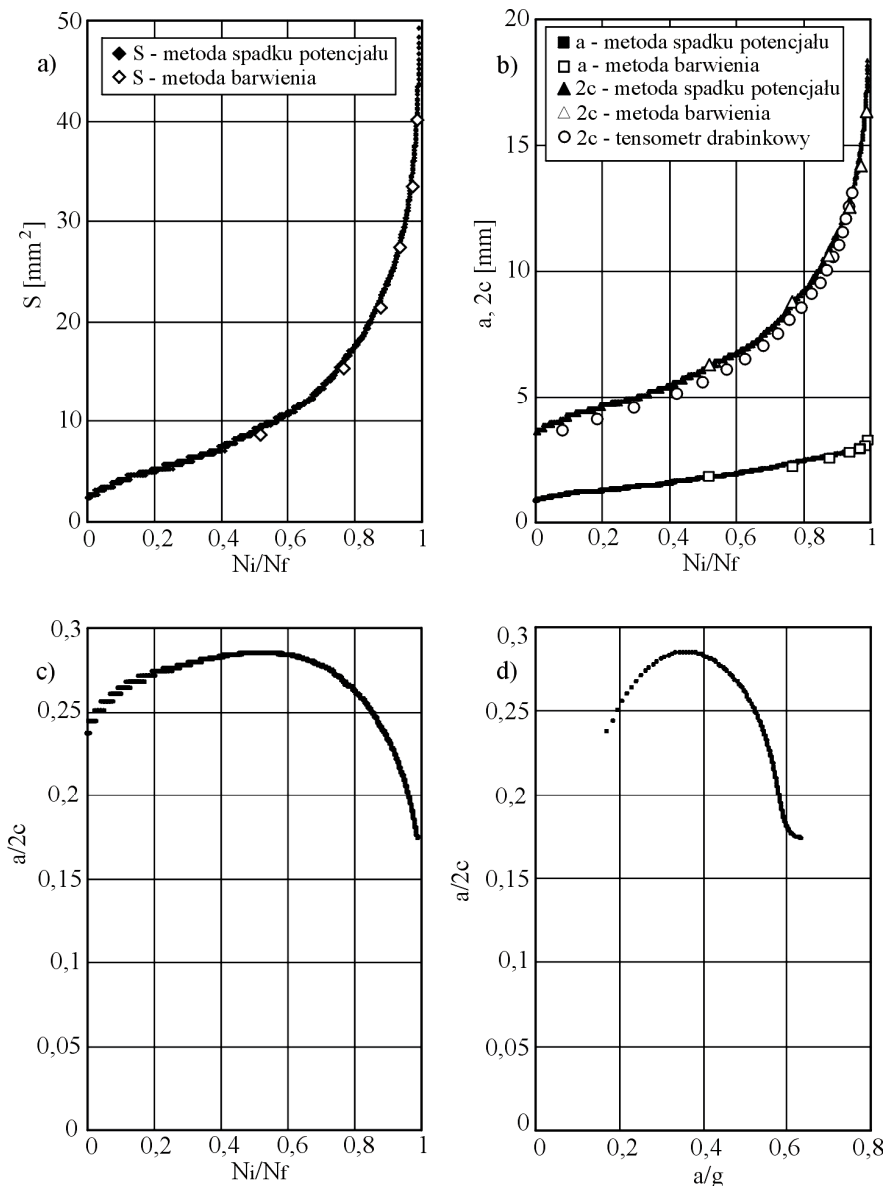 a)
S - metoda spadku potencjału
S - metoda barwienia
50
40
30
20
10
0
S [mm²]
0 0,2 0,4 0,6 0,8 1
Ni/Nf
b)
a - metoda spadku potencjału
a - metoda barwienia
2c - metoda spadku potencjału
2c - metoda barwienia
2c - tensometr drabinkowy
20
15
10
5
0
a, 2c [mm]
0 0,2 0,4 0,6 0,8 1
Ni/Nf
c)
0,3
0,25
0,2
0,15
0,1
0,05
0
a/2c
0 0,2 0,4 0,6 0,8 1
Ni/Nf
d)
0,3
0,25
0,2
0,15
0,1
0,05
0
a/2c
0 0,2 0,4 0,6 0,8
a/g